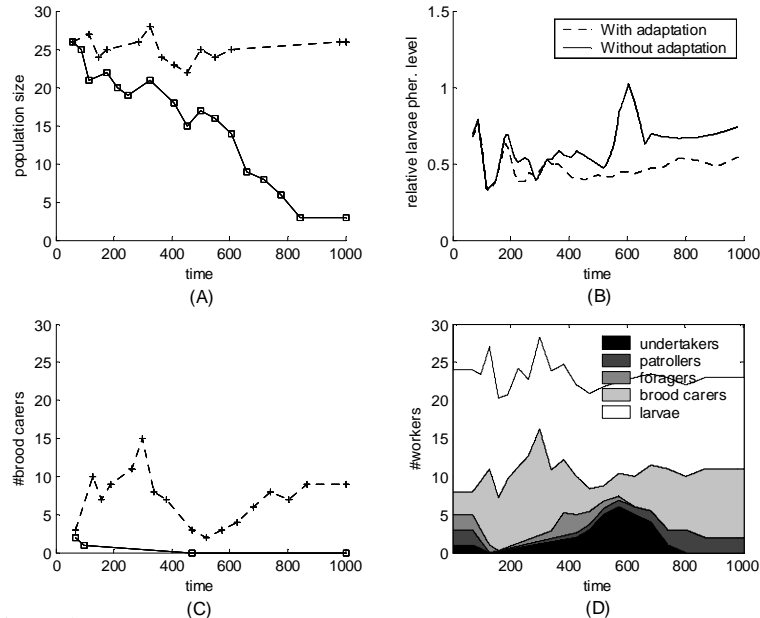 30
25
20
15
10
5
0
population size
0
200
400
600
800
1000
time
(A)
1.5
1
0.5
0
relative larvae pher. level
With adaptation
Without adaptation
0
200
400
600
800
1000
time
(B)
30
25
20
15
10
5
0
#brood carers
0
200
400
600
800
1000
time
(C)
30
25
20
15
10
5
0
#workers
undertakers
patrollers
foragers
brood carers
larvae
200
400
600
800
1000
time
(D)